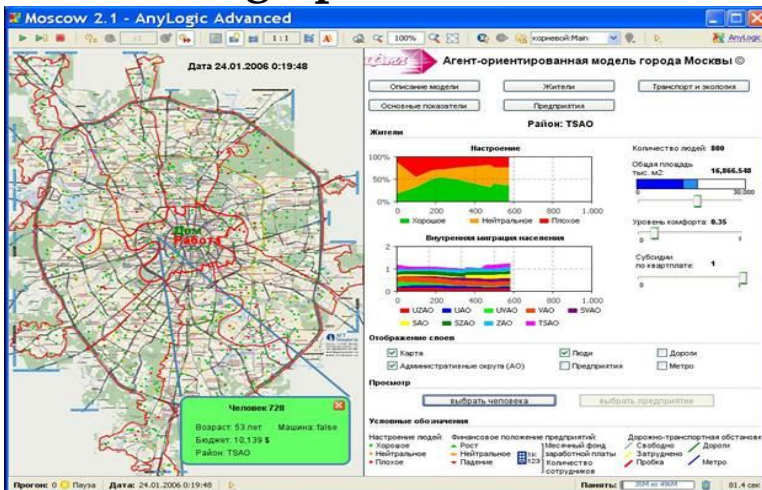 Moscow 2.1 - AnyLogic Advanced
1:1
100%
корневой:Main
AnyLogic
Дата 24.01.2006 0:19:48
Дом
Работа
Человек 728
Возраст: 53 лет Машина: false
Бюджет: 10,139 $
Район: TSAO
Агент-ориентированная модель города Москвы ©
Описание модели
Жители
Транспорт и экология
Основные показатели
Предприятия
Район: TSAO
Жители
Настроение
100%
50%
0%
0 200 400 600 800 1.000
Хорошое Нейтральное Плохое
Внутренняя миграция населения
2
1
0
0 200 400 600 800 1.000
UZAO UAO UVAO VAO SVAO
SAO SZAO ZAO TSAO
Количество людей: 800
Общая площадь
тыс. м2: 16,866.548
0 30.000
Уровень комфорта: 0.35
0 1
Субсидии
по квартплате: 1
0
Отображение слоев
Карта
Люди
Дороги
Административные округа (АО)
Предприятия
Метро
Просмотр
выбрать человека
выбрать предприятие
Условные обозначения
Настроение людей:
Хорошое
Нейтральное
Плохое
Финансовое положение предприятий:
Рост
Нейтральное
Падение
Месячный фонд
заработной платы
Количество
сотрудников
Дорожно-транспортная обстановк
Свободно
Затруднено
Пробка
Дороги
Метро
Прогон: 0 Пауза Дата: 24.01.2006 0:19:48
Память:
81.4 сек